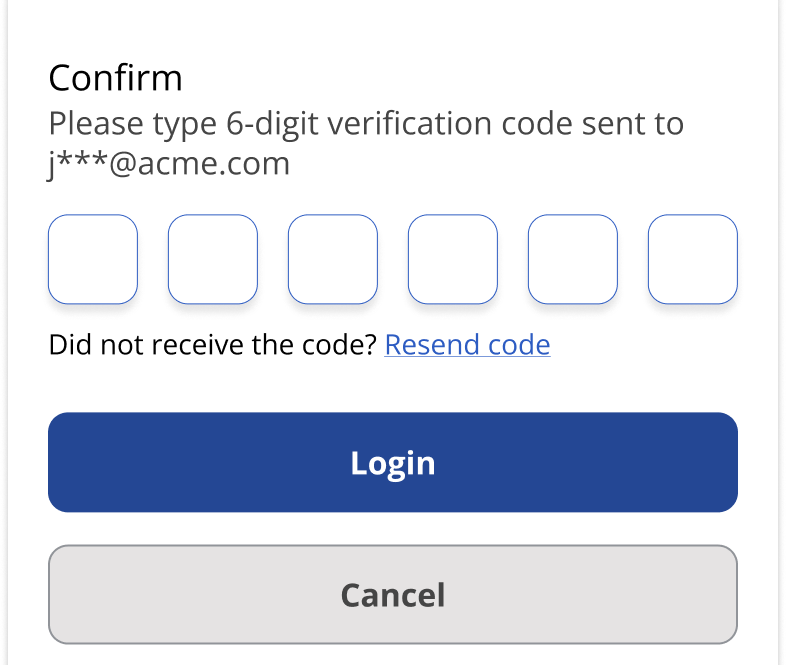 Confirm
Please type 6-digit verification code sent to
j***@acme.com
Did not receive the code? Resend code
Login
Cancel